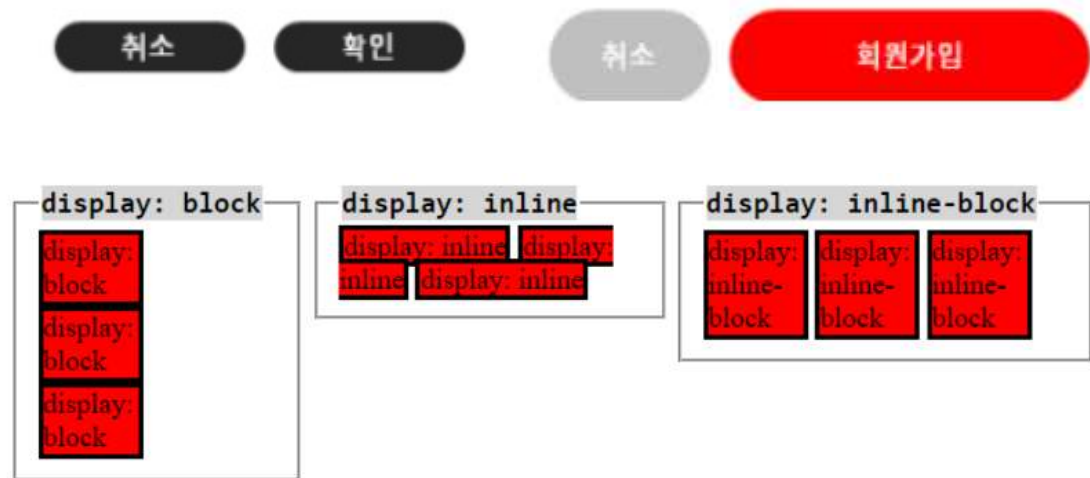 취소 확인 취소 회원가입
display: block
display:
block
display:
block
display:
block
display: inline
display: inline display:
inline display: inline
display: inline-block
display: display: display:
inline- inline- inline-
block block block